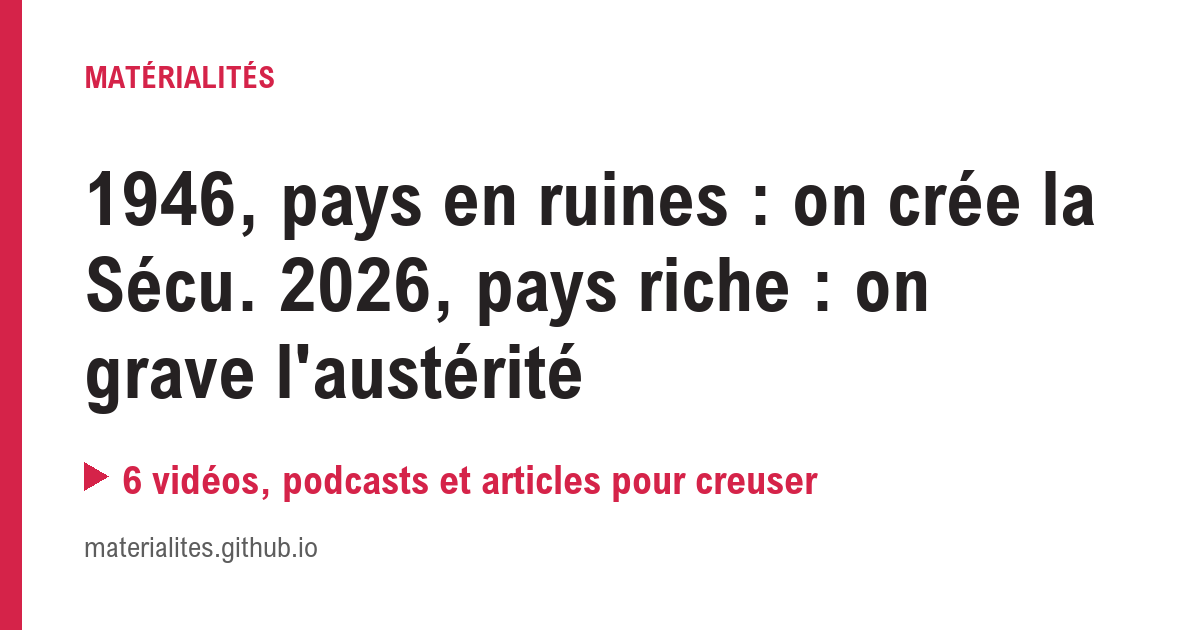 MATÉRIALITÉS
1946, pays en ruines : on crée la
Sécu. 2026, pays riche : on
grave l'austérité
6 vidéos, podcasts et articles pour creuser
materialites.github.io